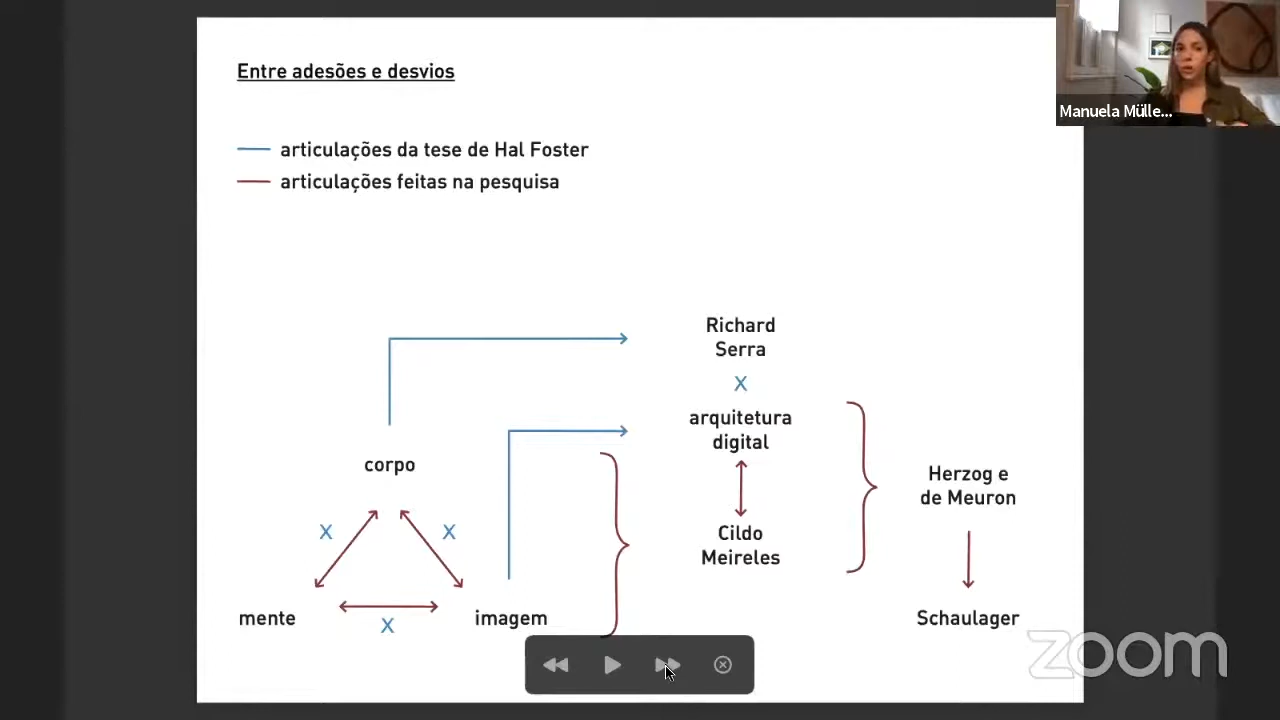 Entre adesões e desvios
Manuela Mülle...
articulações da tese de Hal Foster
articulações feitas na pesquisa
Richard
Serra
X
arquitetura
digital
corpo
Herzog e
de Meuron
X
X
Cildo
Meireles
mente
X
imagem
Schaulager
zoom